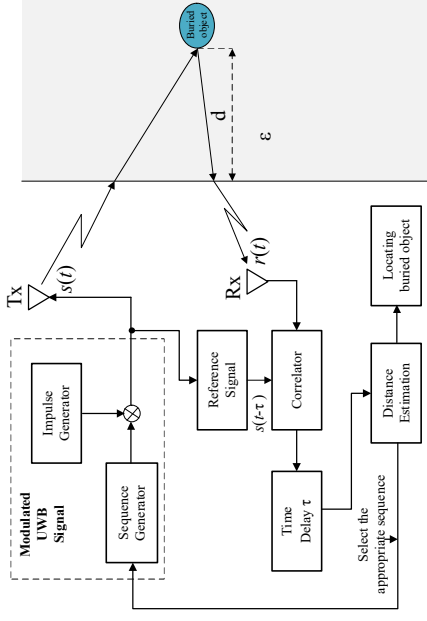 Modulated
UWB
Signal
Impulse
Generator
Sequence
Generator
Tx
s(t)
Buried
object
d
ε
Reference
Signal
s(t-τ)
r(t)
Rx
Correlator
Time
Delay τ
Distance
Estimation
Locating
buried object
Select the
appropriate sequence